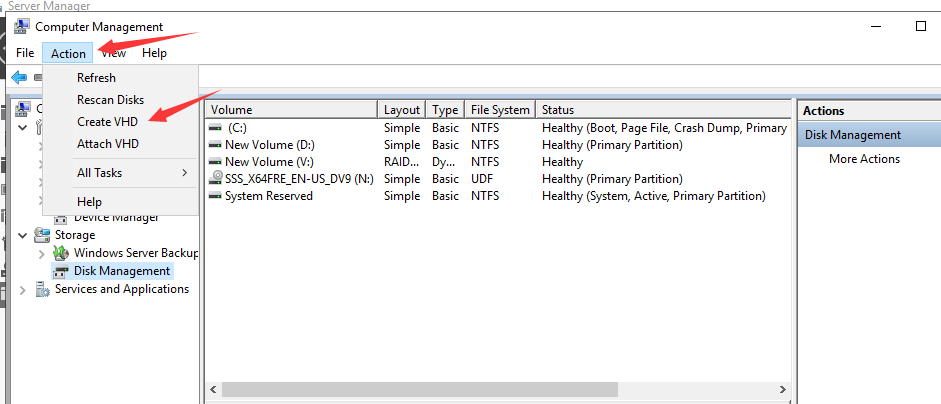 Server Manager
Computer Management
File Action View Help
Refresh
Rescan Disks
Create VHD
Attach VHD
All Tasks
Help
Device Manager
Storage
Windows Server Backup
Disk Management
Services and Applications
Volume Layout Type File System Status
(C:) Simple Basic NTFS Healthy (Boot, Page File, Crash Dump, Primary
New Volume (D:) Simple Basic NTFS Healthy (Primary Partition)
New Volume (V:) RAID... Dy... NTFS Healthy
SSS_X64FRE_EN-US_DV9 (N:) Simple Basic UDF Healthy (Primary Partition)
System Reserved Simple Basic NTFS Healthy (System, Active, Primary Partition)
Actions
Disk Management
More Actions